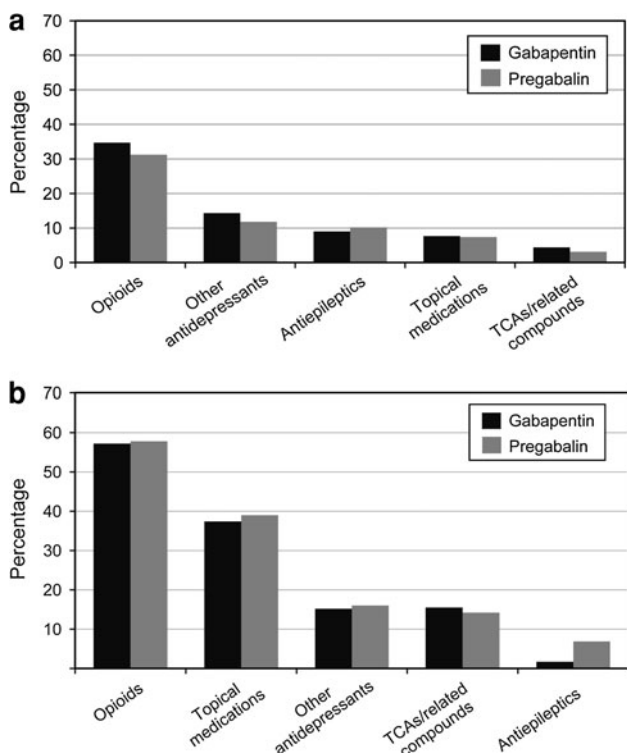 a
70
60
50
40
30
20
10
0
Percentage
Gabapentin
Pregabalin
Opioids
Other
antidepressants
Antiepileptics
Topical
medications
TCAs/related
compounds
b
70
60
50
40
30
20
10
Percentage
Gabapentin
Pregabalin
Opioids
Topical
medications
Other
antidepressants
TCAs/related
compounds
Antiepileptics